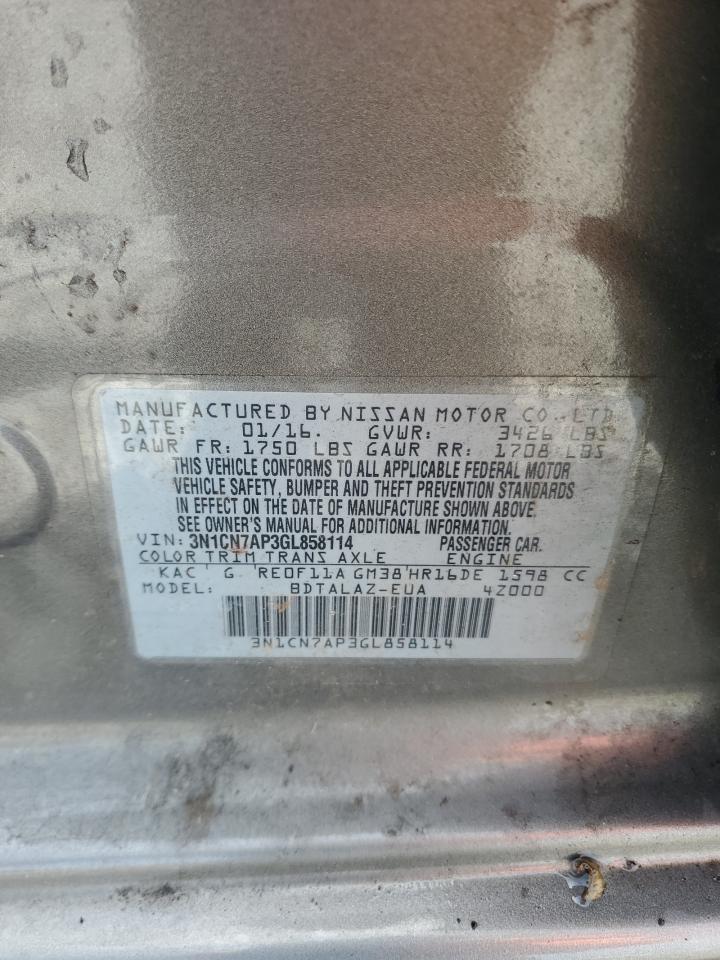 MANUFACTURED BY NISSAN MOTOR CO.,LTD
DATE: 01/16. GVWR: 3426 LBS
GAWR FR: 1750 LBS GAWR RR: 1708 LBS
THIS VEHICLE CONFORMS TO ALL APPLICABLE FEDERAL MOTOR
VEHICLE SAFETY, BUMPER AND THEFT PREVENTION STANDARDS
IN EFFECT ON THE DATE OF MANUFACTURE SHOWN ABOVE.
SEE OWNER'S MANUAL FOR ADDITIONAL INFORMATION.
VIN: 3N1CN7AP3GL858114 PASSENGER CAR.
COLOR TRIM TRANS AXLE ENGINE
KAC G RE0F11A GM38 HR16DE 1598 CC
MODEL: BDTALAZ-EUA 4Z000
3N1CN7AP3GL858114